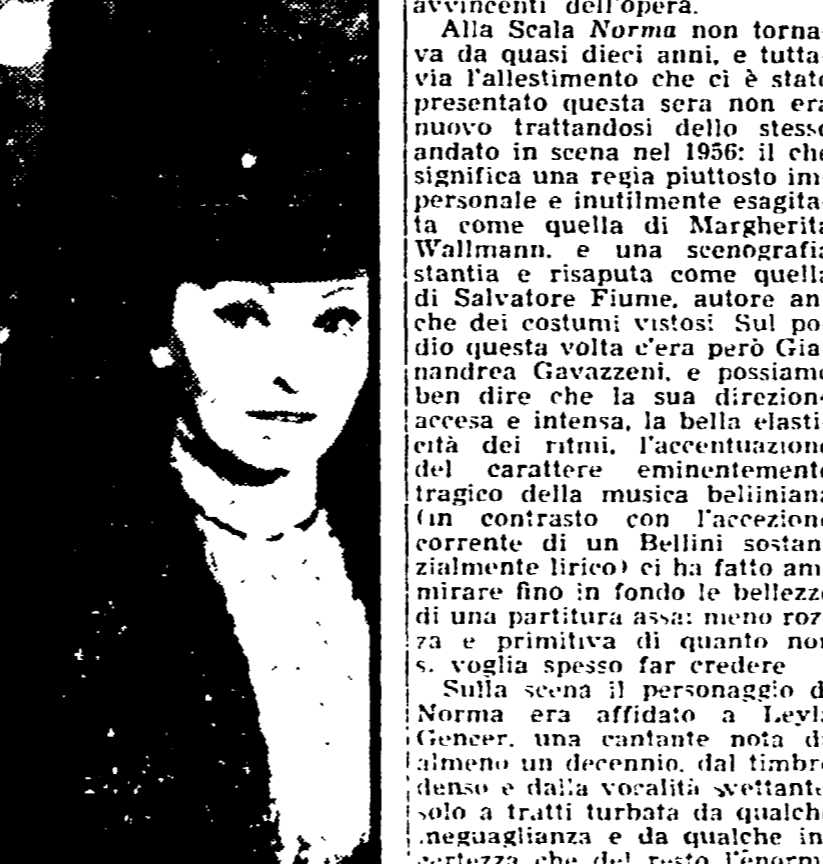 avvincenti dell'opera.
Alla Scala Norma non torna-
va da quasi dieci anni, e tutta-
via l'allestimento che ci è stato
presentato questa sera non era
nuovo trattandosi dello stesso
andato in scena nel 1956: il che
significa una regia piuttosto im-
personale e inutilmente esagita-
ta come quella di Margherita
Wallmann, e una scenografia
stantia e risaputa come quella
di Salvatore Fiume, autore an-
che dei costumi vistosi Sul po-
dio questa volta c'era però Gia-
nandrea Gavazzeni, e possiamo
ben dire che la sua direzion
accesa e intensa, la bella elasti-
cità dei ritmi, l'accentuazione
del carattere eminentemente
tragico della musica belliniana
(in contrasto con l'accezione
corrente di un Bellini sostan-
zialmente lirico) ci ha fatto am-
mirare fino in fondo le bellezze
di una partitura assai meno roz-
za e primitiva di quanto non
s. voglia spesso far credere
Sulla scena il personaggio di
Norma era affidato a Leyla
Gencer, una cantante nota da
almeno un decennio, dal timbro
denso e dalla vocalità svettante
solo a tratti turbata da qualche
ineguaglianza e da qualche in-
certezza che del resto l'enorm